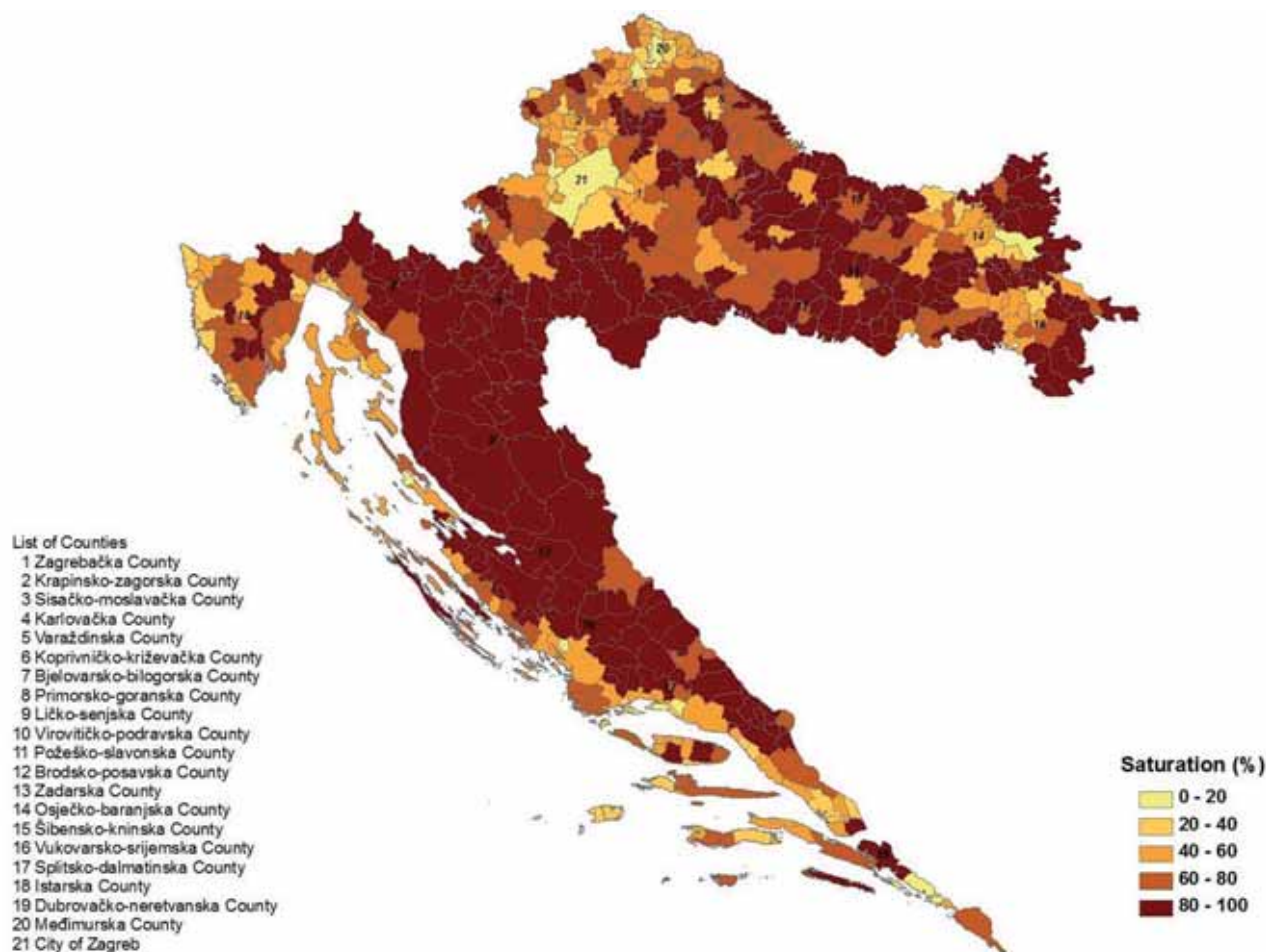 20
5
2
21
1
14
18
16
9
13
List of Counties
1 Zagrebačka County
2 Krapinsko-zagorska County
3 Sisačko-moslavačka County
4 Karlovačka County
5 Varaždinska County
6 Koprivničko-križevačka County
7 Bjelovarsko-bilogorska County
8 Primorsko-goranska County
9 Ličko-senjska County
10 Virovitičko-podravska County
11 Požeško-slavonska County
12 Brodsko-posavska County
13 Zadarska County
14 Osječko-baranjska County
15 Šibensko-kninska County
16 Vukovarsko-srijemska County
17 Splitsko-dalmatinska County
18 Istarska County
19 Dubrovačko-neretvanska County
20 Međimurska County
21 City of Zagreb
Saturation (%)
0 - 20
20 - 40
40 - 60
60 - 80
80 - 100